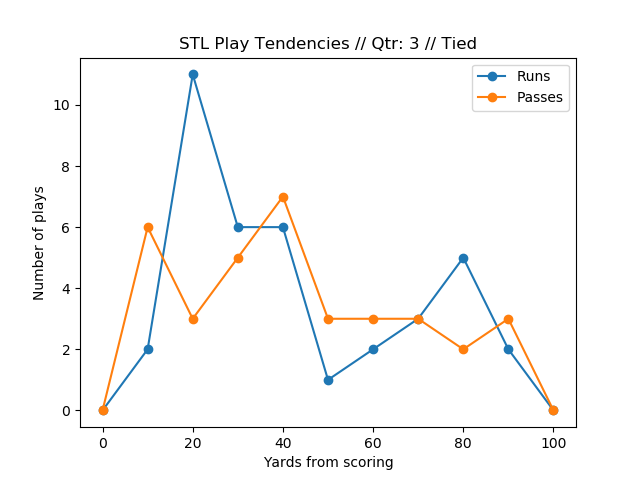 STL Play Tendencies // Qtr: 3 // Tied
Runs
Passes
Number of plays
10
8
6
4
2
0
0 20 40 60 80 100
Yards from scoring